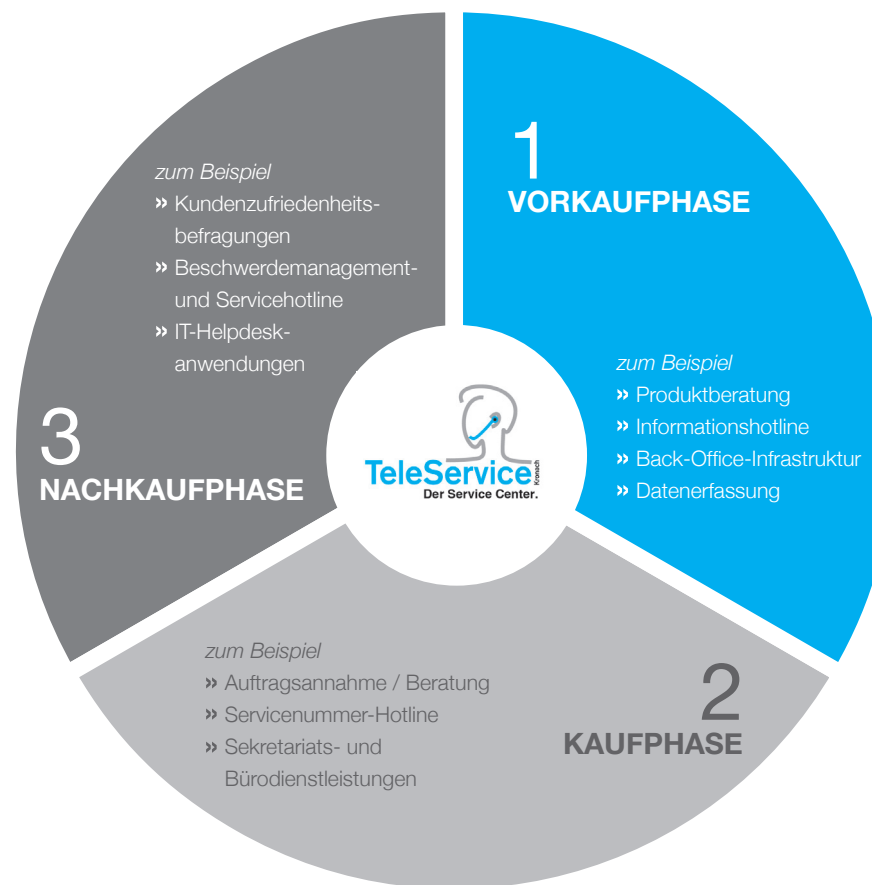 1
VORKAUFPHASE
zum Beispiel
» Produktberatung
» Informationshotline
» Back-Office-Infrastruktur
» Datenerfassung
2
KAUFPHASE
zum Beispiel
» Auftragsannahme / Beratung
» Servicenummer-Hotline
» Sekretariats- und
Bürodienstleistungen
3
NACHKAUFPHASE
zum Beispiel
» Kundenzufriedenheits-
befragungen
» Beschwerdemanagement-
und Servicehotline
» IT-Helpdesk-
anwendungen
TeleService
Kronach
Der Service Center.